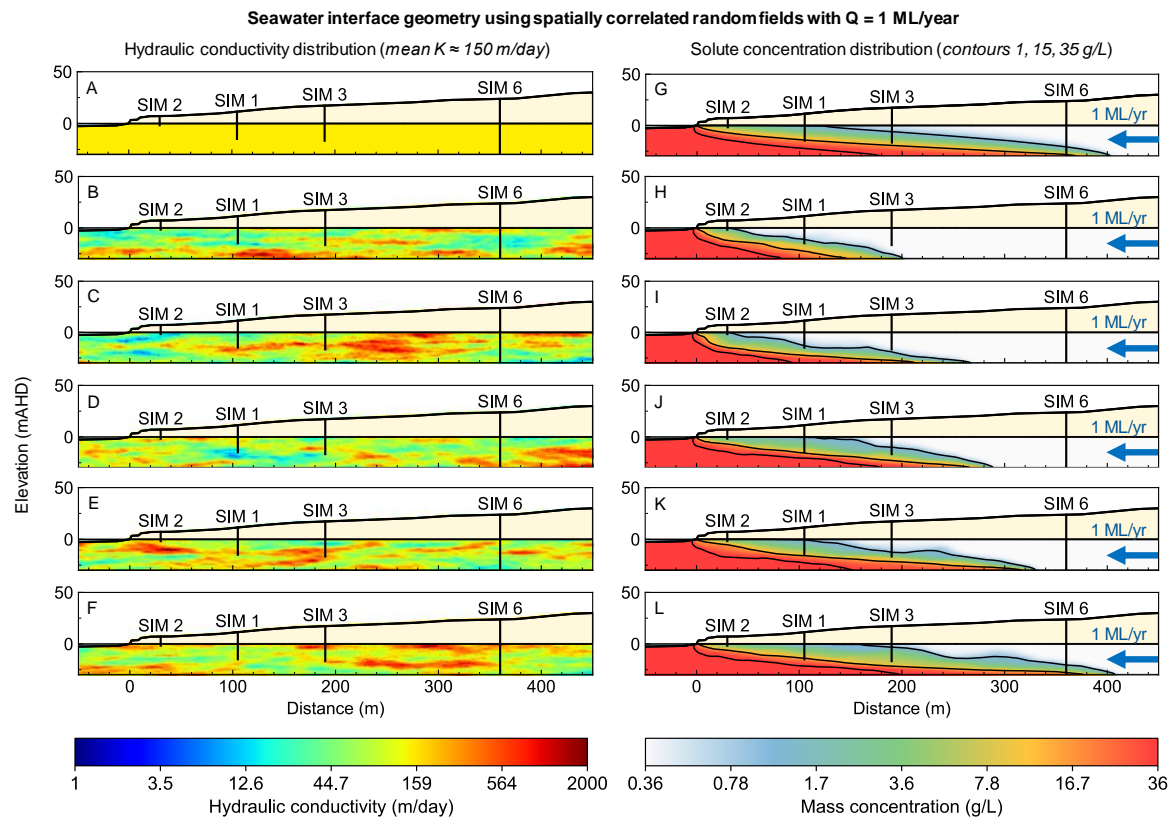 Seawater interface geometry using spatially correlated random fields with Q = 1 ML/year
Hydraulic conductivity distribution (mean K ≈ 150 m/day)
Solute concentration distribution (contours 1, 15, 35 g/L)
Elevation (mAHD)
50
0
A
SIM 2
SIM 1
SIM 3
SIM 6
50
0
G
SIM 2
SIM 1
SIM 3
SIM 6
1 ML/yr
50
0
B
SIM 2
SIM 1
SIM 3
SIM 6
50
0
H
SIM 2
SIM 1
SIM 3
SIM 6
1 ML/yr
50
0
C
SIM 2
SIM 1
SIM 3
SIM 6
50
0
I
SIM 2
SIM 1
SIM 3
SIM 6
1 ML/yr
50
0
D
SIM 2
SIM 1
SIM 3
SIM 6
50
0
J
SIM 2
SIM 1
SIM 3
SIM 6
1 ML/yr
50
0
E
SIM 2
SIM 1
SIM 3
SIM 6
50
0
K
SIM 2
SIM 1
SIM 3
SIM 6
1 ML/yr
50
0
F
SIM 2
SIM 1
SIM 3
SIM 6
0 100 200 300 400
Distance (m)
50
0
L
SIM 2
SIM 1
SIM 3
SIM 6
1 ML/yr
0 100 200 300 400
Distance (m)
1 3.5 12.6 44.7 159 564 2000
Hydraulic conductivity (m/day)
0.36 0.78 1.7 3.6 7.8 16.7 36
Mass concentration (g/L)